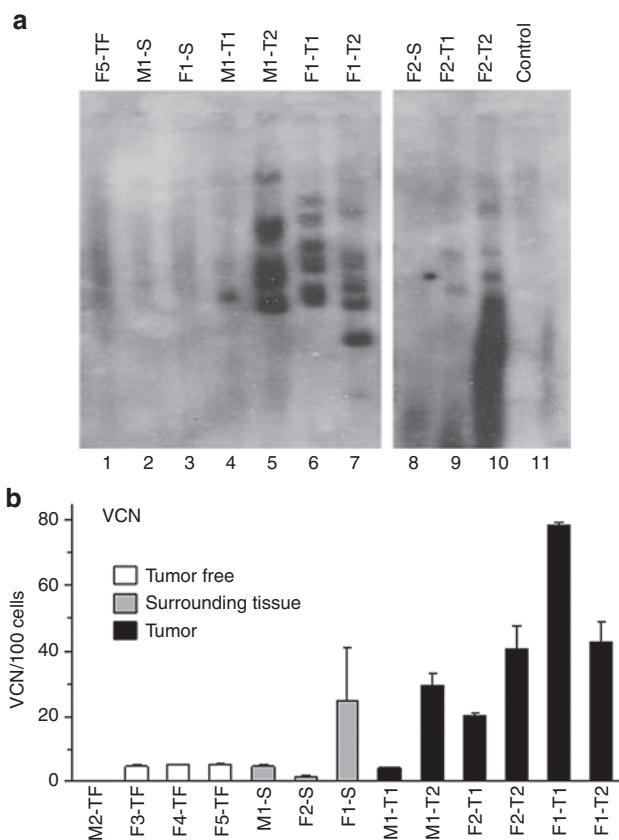 a
F5-TF M1-S F1-S M1-T1 M1-T2 F1-T1 F1-T2 F2-S F2-T1 F2-T2 Control
1 2 3 4 5 6 7 8 9 10 11
b
VCN
80
60
40
20
0
VCN/100 cells
Tumor free
Surrounding tissue
Tumor
M2-TF F3-TF F4-TF F5-TF M1-S F2-S F1-S M1-T1 M1-T2 F2-T1 F2-T2 F1-T1 F1-T2